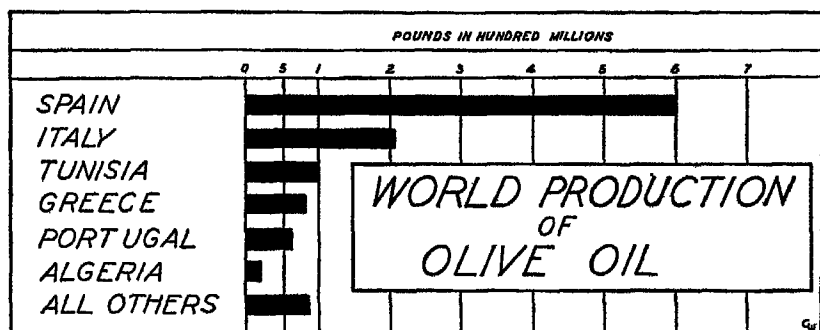 POUNDS IN HUNDRED MILLIONS
0 5 1 2 3 4 5 6 7
SPAIN
ITALY
TUNISIA
GREECE
PORTUGAL
ALGERIA
ALL OTHERS
WORLD PRODUCTION
OF
OLIVE OIL